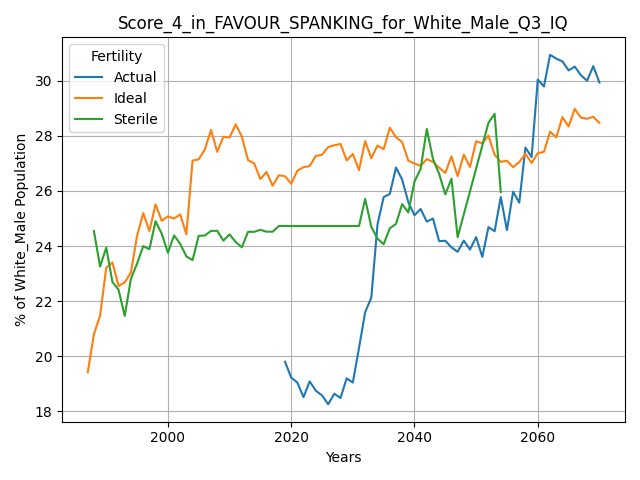 Score_4_in_FAVOUR_SPANKING_for_White_Male_Q3_IQ
Fertility
Actual
Ideal
Sterile
% of White_Male Population
30
28
26
24
22
20
18
2000 2020 2040 2060
Years